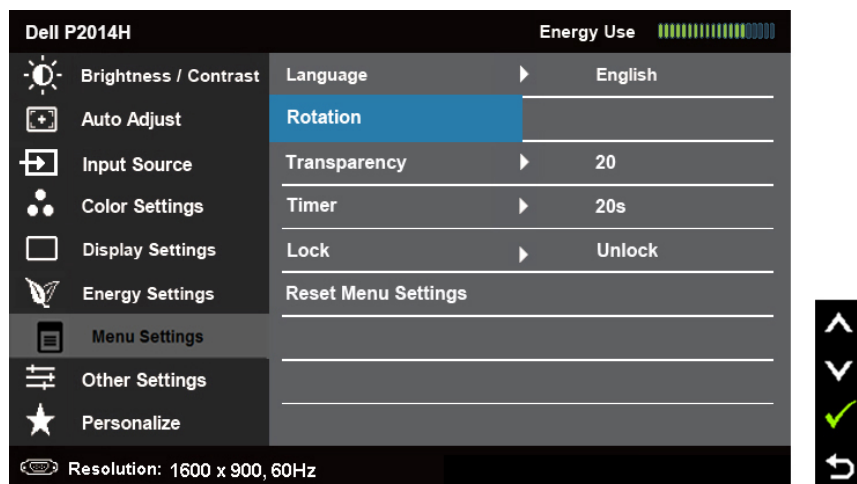 Dell P2014H Energy Use
Brightness / Contrast Language English
Auto Adjust Rotation
Input Source Transparency 20
Color Settings Timer 20s
Display Settings Lock Unlock
Energy Settings Reset Menu Settings
Menu Settings
Other Settings
Personalize
Resolution: 1600 x 900, 60Hz